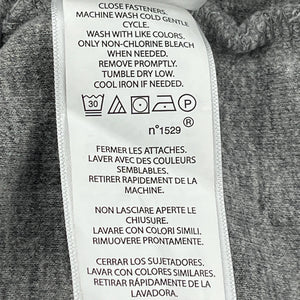 CLOSE FASTENERS.
MACHINE WASH COLD GENTLE
CYCLE.
WASH WITH LIKE COLORS.
ONLY NON-CHLORINE BLEACH
WHEN NEEDED.
REMOVE PROMPTLY.
TUMBLE DRY LOW.
COOL IRON IF NEEDED.
30 P
®
n°1529
FERMER LES ATTACHES.
LAVER AVEC DES COULEURS
SEMBLABLES.
RETIRER RAPIDEMENT DE LA
MACHINE.
NON LASCIARE APERTE LE
CHIUSURE.
LAVARE CON COLORI SIMILI.
RIMUOVERE PRONTAMENTE.
CERRAR LOS SUJETADORES.
LAVAR CON COLORES SIMILARES.
RETIRAR RÁPIDAMENTE DE LA
LAVADORA.